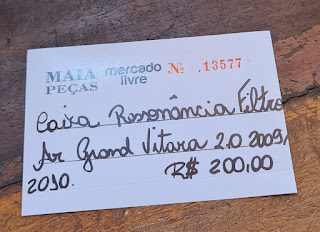 MAIA PEÇAS mercado livre Nº .13577
Caixa Ressonância Filtro
Ar Grand Vitara 2.0 2009/
2010. R$ 200,00